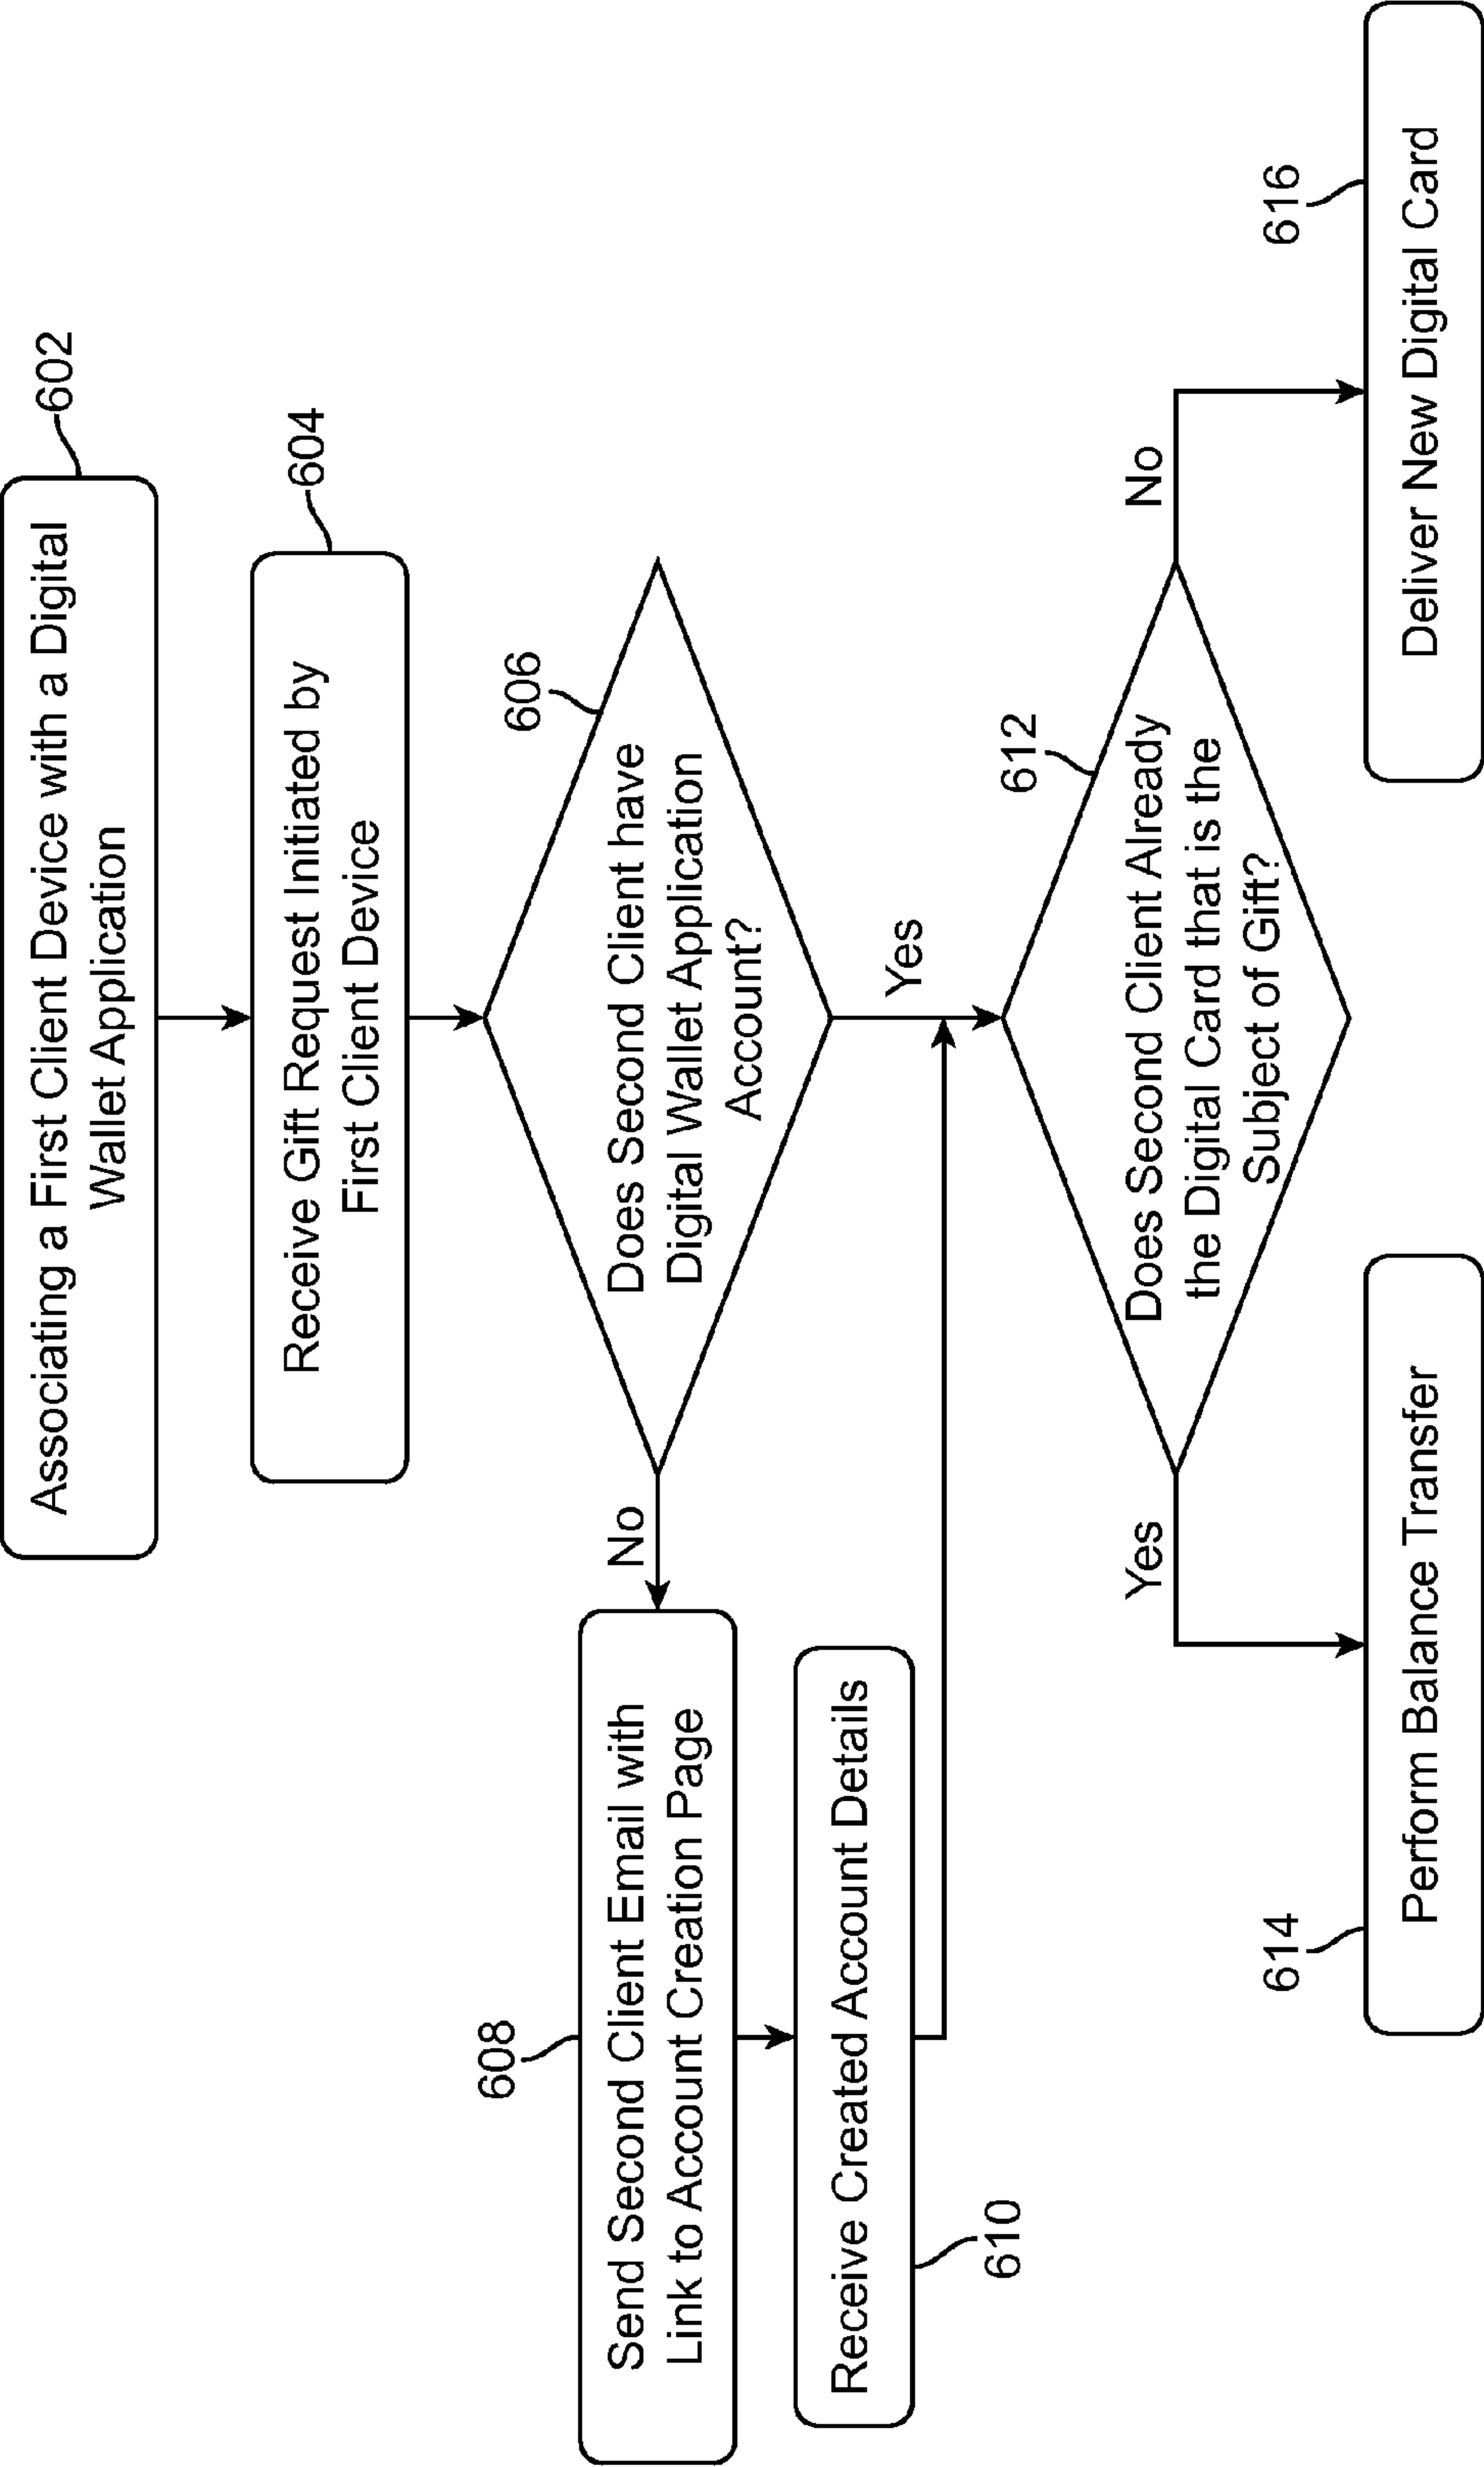 Associating a First Client Device with a Digital
Wallet Application
602
Receive Gift Request Initiated by
First Client Device
604
Does Second Client have
Digital Wallet Application
Account?
606
No
Yes
608
Send Second Client Email with
Link to Account Creation Page
Receive Created Account Details
610
Does Second Client Already
the Digital Card that is the
Subject of Gift?
612
Yes
No
614
Perform Balance Transfer
616
Deliver New Digital Card